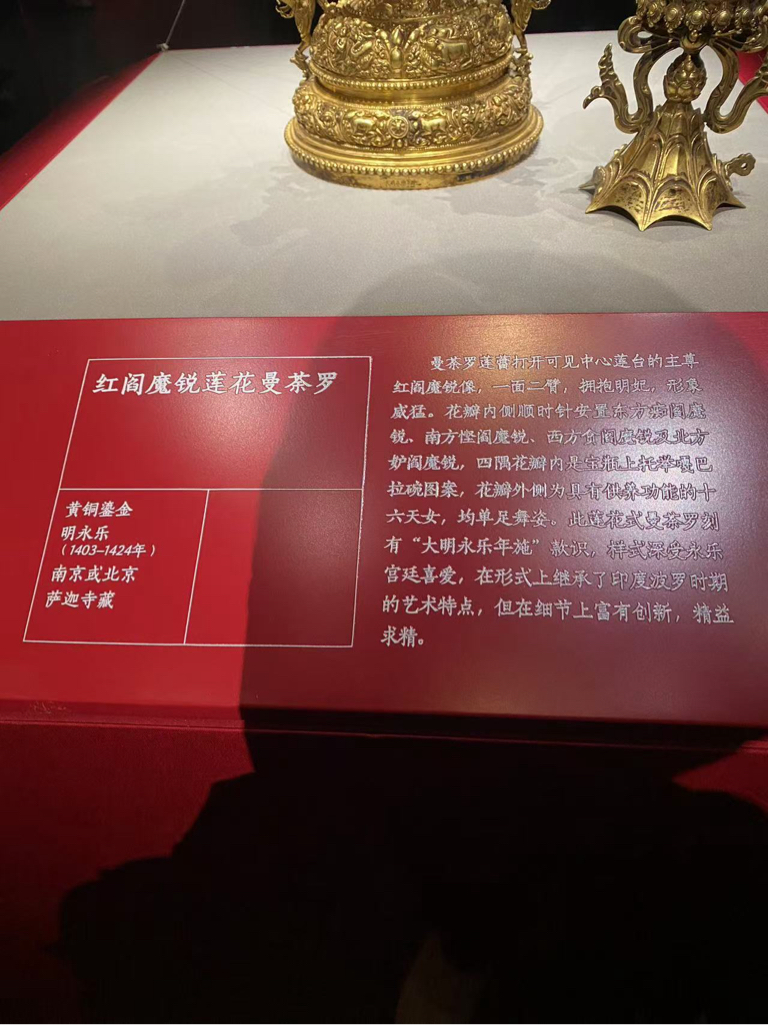 红阎魔锐莲花曼荼罗
黄铜鎏金
明永乐
（1403–1424年）
南京或北京
萨迦寺藏
曼荼罗莲蕾打开可见中心莲台的主尊
红阎魔锐像，一面二臂，拥抱明妃，形象
威猛。花瓣内侧顺时针安置东方痴阎魔
锐、南方悭阎魔锐、西方贪阎魔锐及北方
妒阎魔锐，四隅花瓣内是宝瓶上托举嘎巴
拉碗图案，花瓣外侧为具有供养功能的十
六天女，均单足舞姿。此莲花式曼荼罗刻
有“大明永乐年施”款识，样式深受永乐
宫廷喜爱，在形式上继承了印度波罗时期
的艺术特点，但在细节上富有创新，精益
求精。